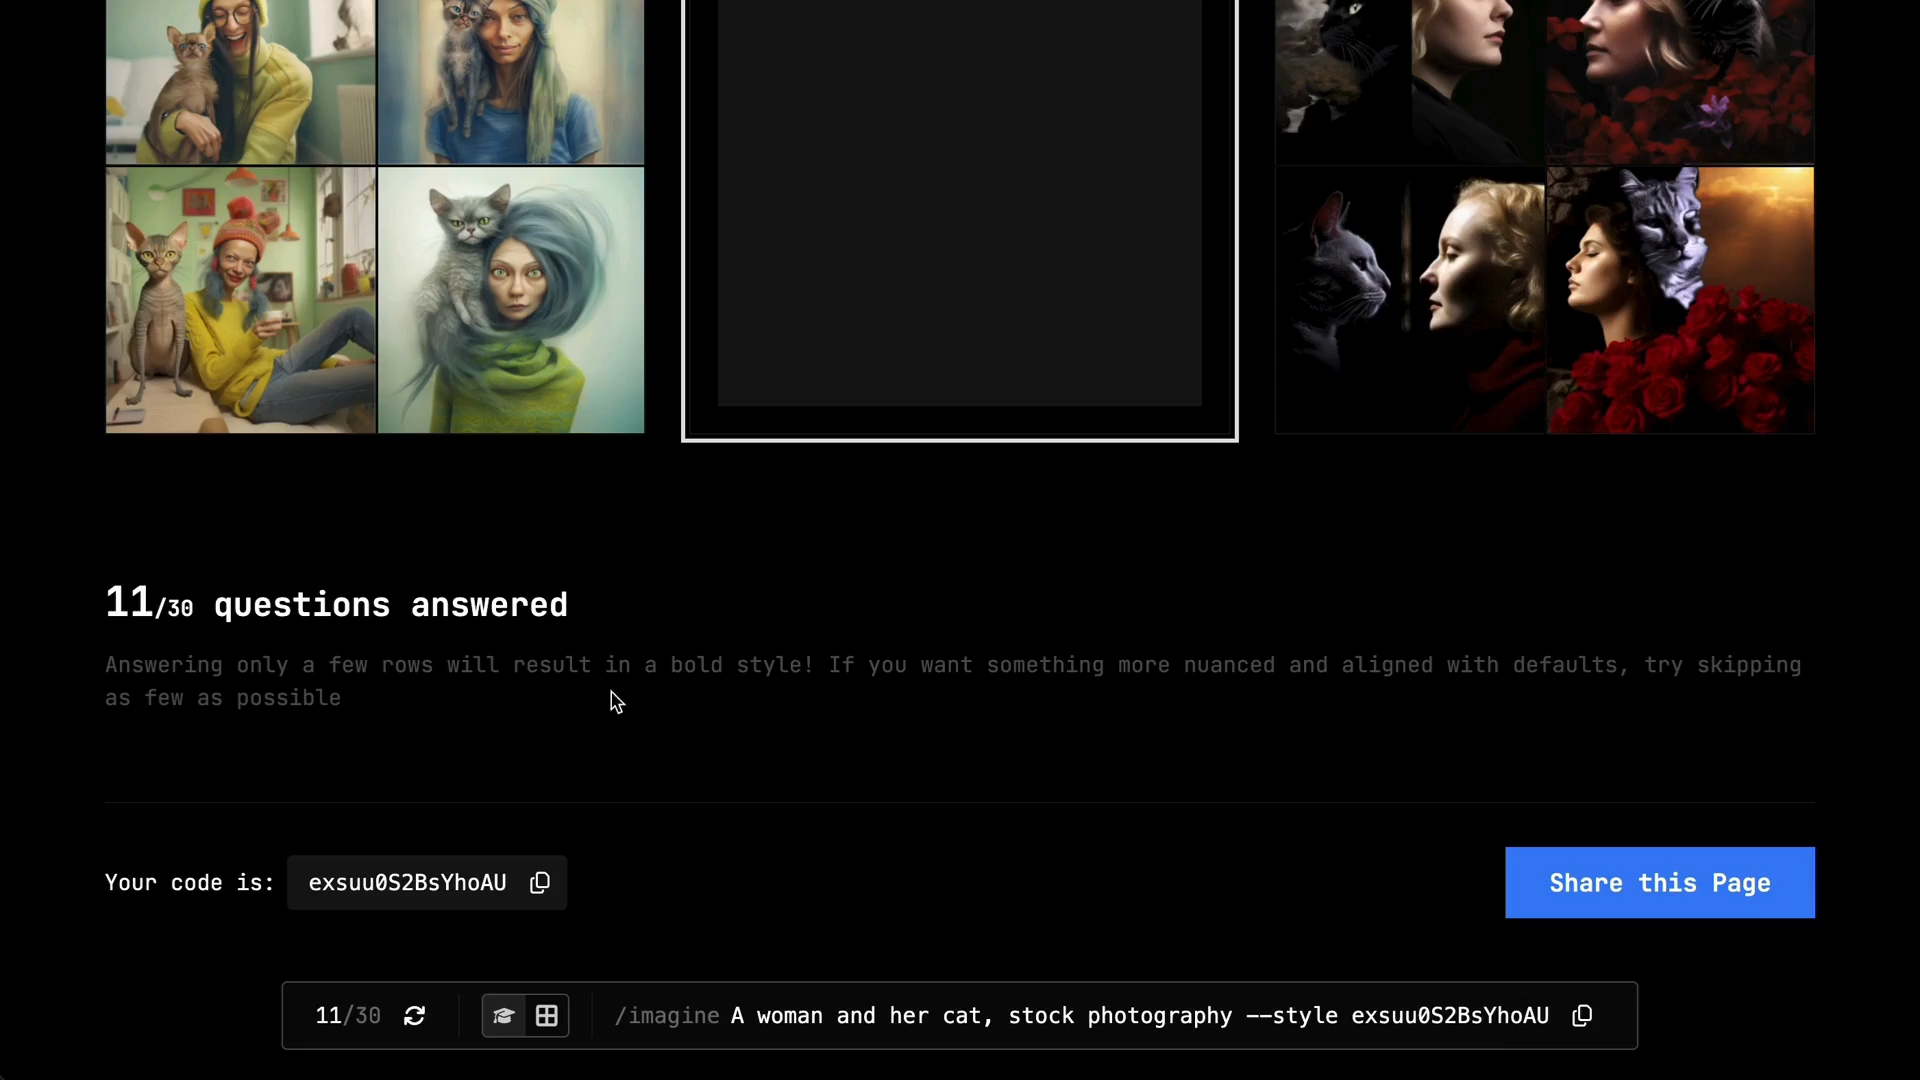 11/30 questions answered
Answering only a few rows will result in a bold style! If you want something more nuanced and aligned with defaults, try skipping
as few as possible
Your code is: exsuu0S2BsYhoAU
Share this Page
11/30 /imagine A woman and her cat, stock photography --style exsuu0S2BsYhoAU